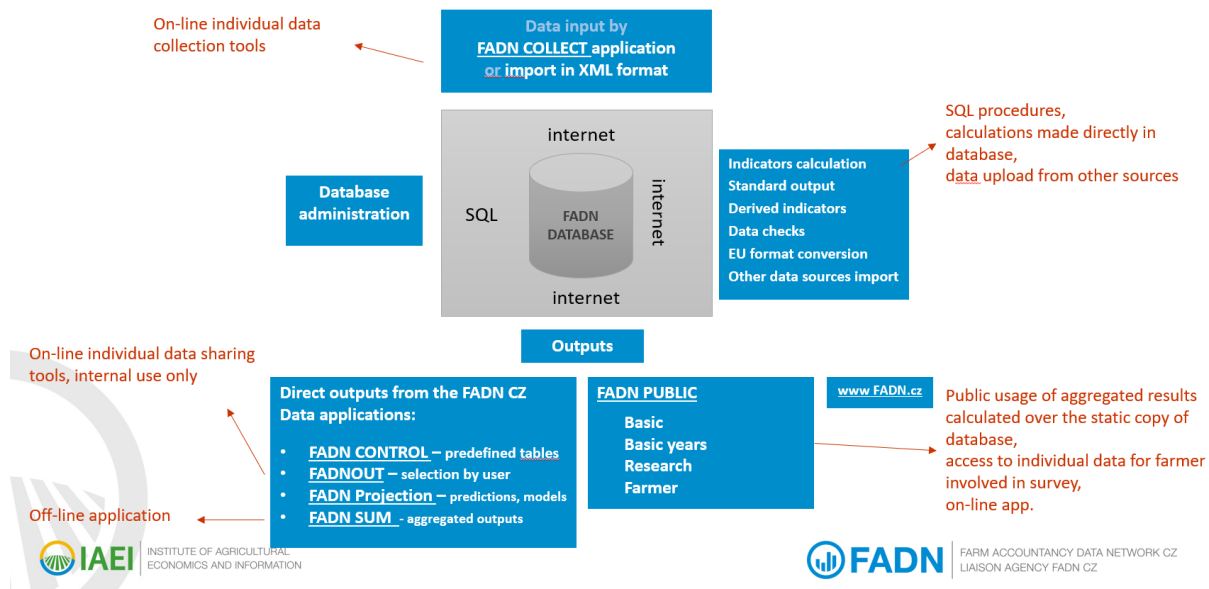 On-line individual data
collection tools
Data input by
FADN COLLECT application
or import in XML format
SQL procedures,
calculations made directly in
database,
data upload from other sources
internet
Database
administration
SQL
FADN
DATABASE
internet
internet
Indicators calculation
Standard output
Derived indicators
Data checks
EU format conversion
Other data sources import
Outputs
On-line individual data sharing
tools, internal use only
Direct outputs from the FADN CZ
Data applications:
• FADN CONTROL – predefined tables
• FADNOUT – selection by user
• FADN Projection – predictions, models
• FADN SUM - aggregated outputs
Off-line application
FADN PUBLIC
Basic
Basic years
Research
Farmer
www FADN.cz
Public usage of aggregated results
calculated over the static copy of
database,
access to individual data for farmer
involved in survey,
on-line app.
IAEI
INSTITUTE OF AGRICULTURAL
ECONOMICS AND INFORMATION
FADN
FARM ACCOUNTANCY DATA NETWORK CZ
LIAISON AGENCY FADN CZ